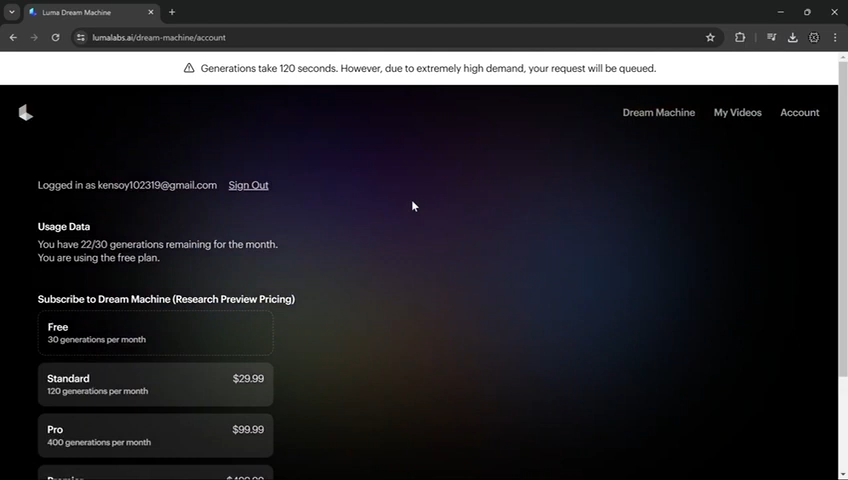 Luma Dream Machine
lumalabs.ai/dream-machine/account
Generations take 120 seconds. However, due to extremely high demand, your request will be queued.
Dream Machine My Videos Account
Logged in as kensoy102319@gmail.com Sign Out
Usage Data
You have 22/30 generations remaining for the month.
You are using the free plan.
Subscribe to Dream Machine (Research Preview Pricing)
Free
30 generations per month
Standard $29.99
120 generations per month
Pro $99.99
400 generations per month